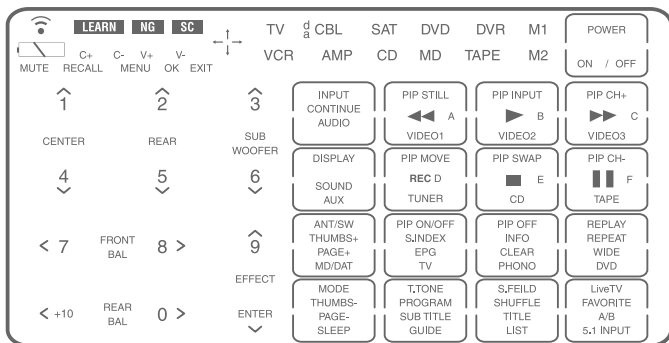 LEARN NG SC
TV da CBL SAT DVD DVR M1
VCR AMP CD MD TAPE M2
POWER
ON / OFF
C+ C- V+ V-
MUTE RECALL MENU OK EXIT
1 2 3
CENTER REAR SUB
WOOFER
4 5 6
< 7 FRONT
BAL 8 > 9
EFFECT
< +10 REAR
BAL 0 > ENTER
INPUT
CONTINUE
AUDIO
PIP STILL
A
VIDEO1
PIP INPUT
B
VIDEO2
PIP CH+
C
VIDEO3
DISPLAY
SOUND
AUX
PIP MOVE
REC D
TUNER
PIP SWAP
E
CD
PIP CH-
F
TAPE
ANT/SW
THUMBS+
PAGE+
MD/DAT
PIP ON/OFF
S.INDEX
EPG
TV
PIP OFF
INFO
CLEAR
PHONO
REPLAY
REPEAT
WIDE
DVD
MODE
THUMBS-
PAGE-
SLEEP
T.TONE
PROGRAM
SUB TITLE
GUIDE
S.FEILD
SHUFFLE
TITLE
LIST
LiveTV
FAVORITE
A/B
5.1 INPUT